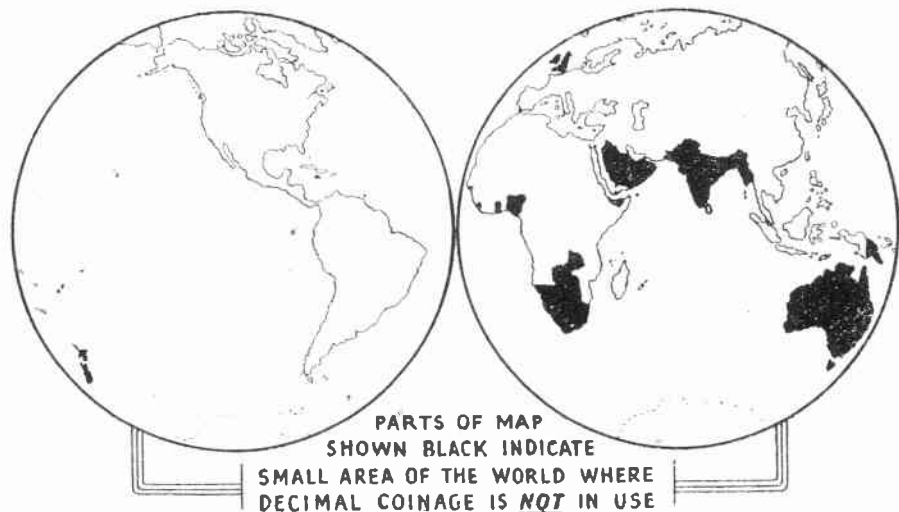 PARTS OF MAP
SHOWN BLACK INDICATE
SMALL AREA OF THE WORLD WHERE
DECIMAL COINAGE IS NOT IN USE